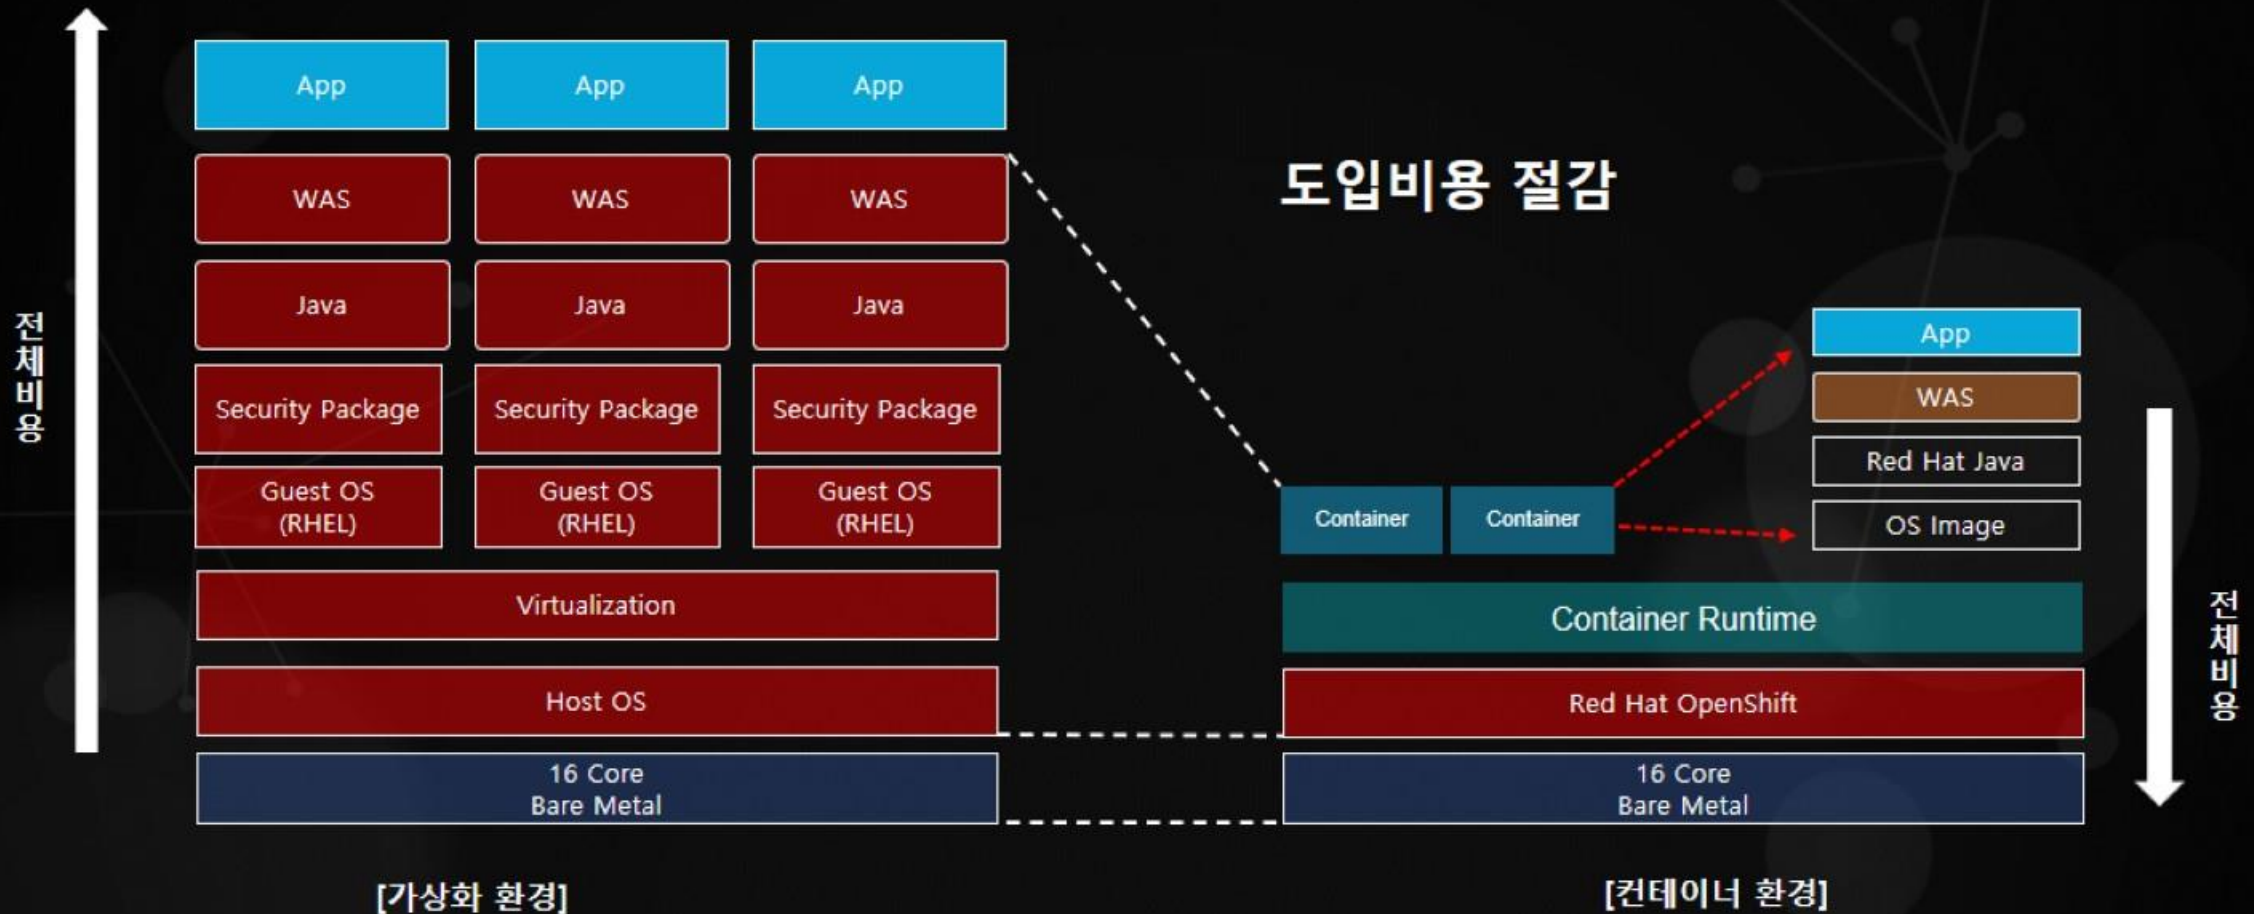 전체비용
App
App
App
WAS
WAS
WAS
Java
Java
Java
Security Package
Security Package
Security Package
Guest OS
(RHEL)
Guest OS
(RHEL)
Guest OS
(RHEL)
Virtualization
Host OS
16 Core
Bare Metal
[가상화 환경]
도입비용 절감
App
WAS
Red Hat Java
OS Image
Container
Container
Container Runtime
Red Hat OpenShift
16 Core
Bare Metal
[컨테이너 환경]
전체비용